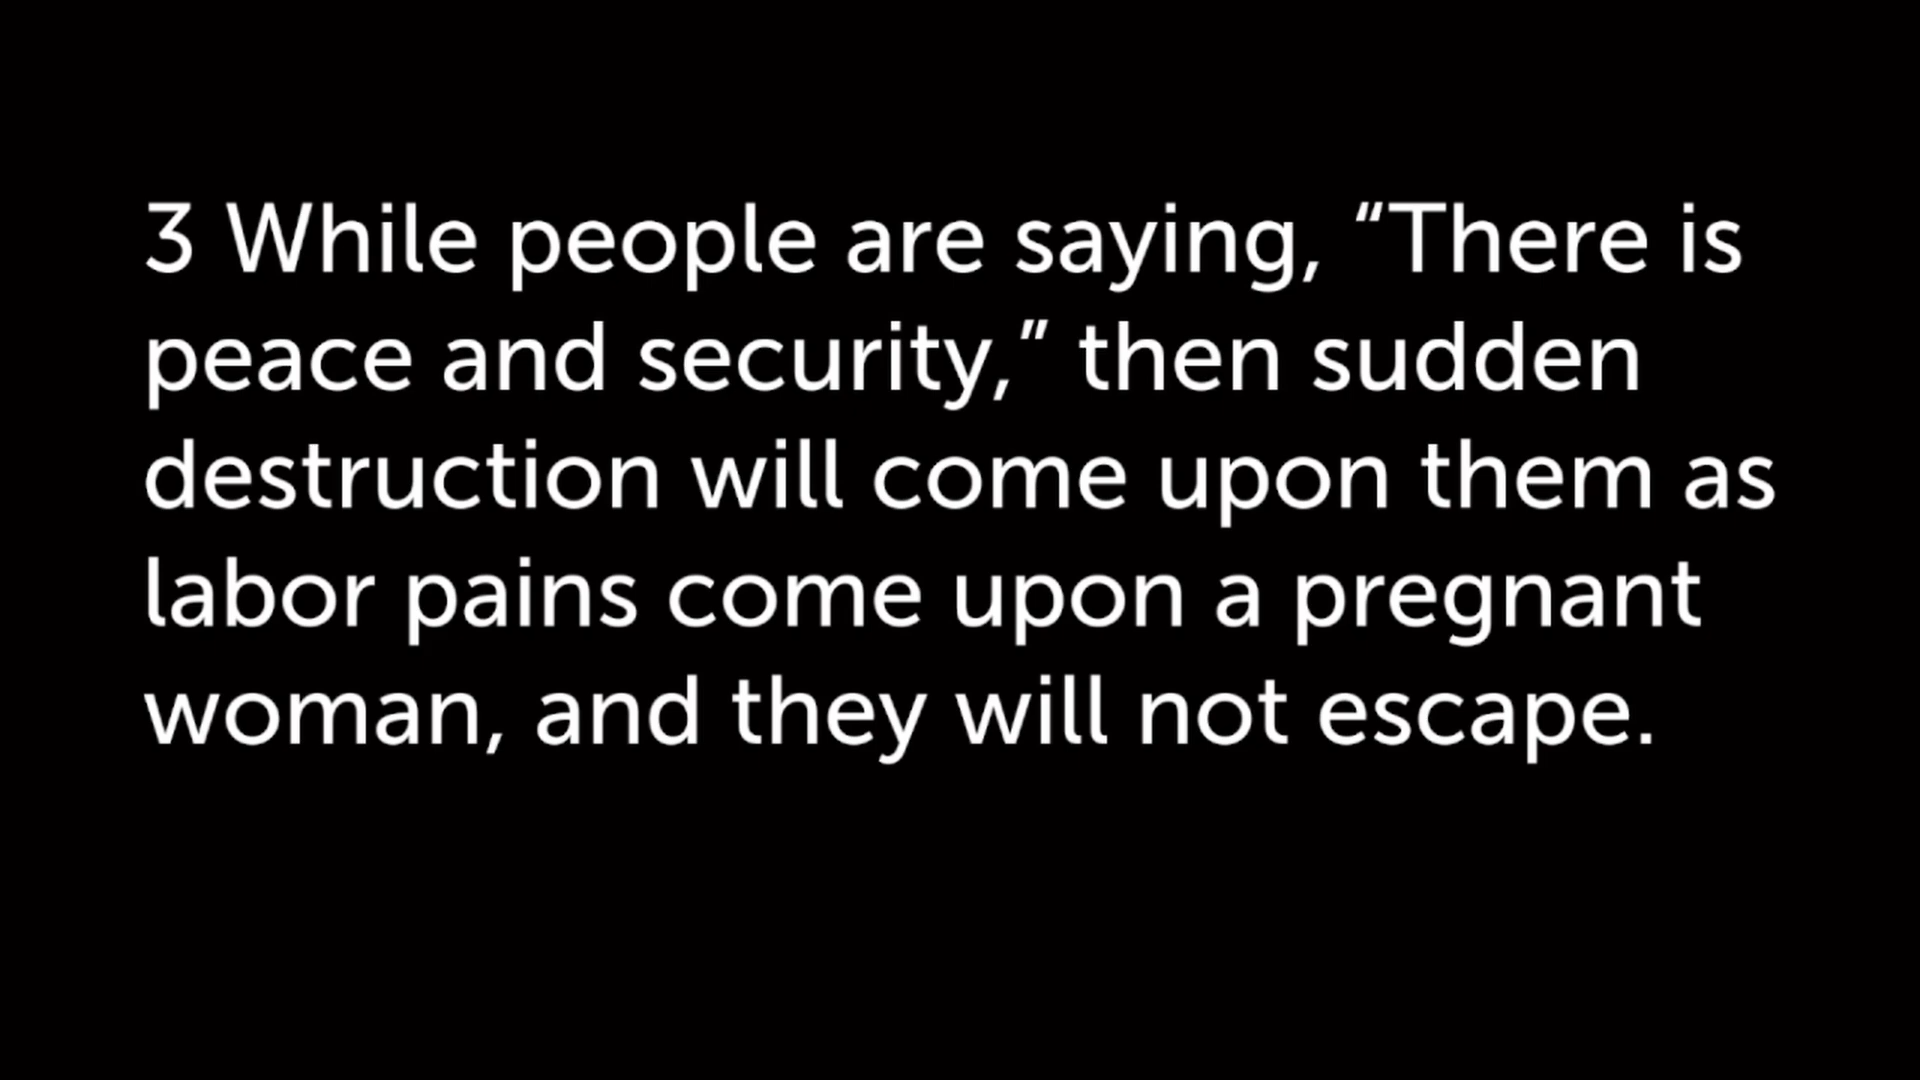 3 While people are saying, “There is
peace and security,” then sudden
destruction will come upon them as
labor pains come upon a pregnant
woman, and they will not escape.